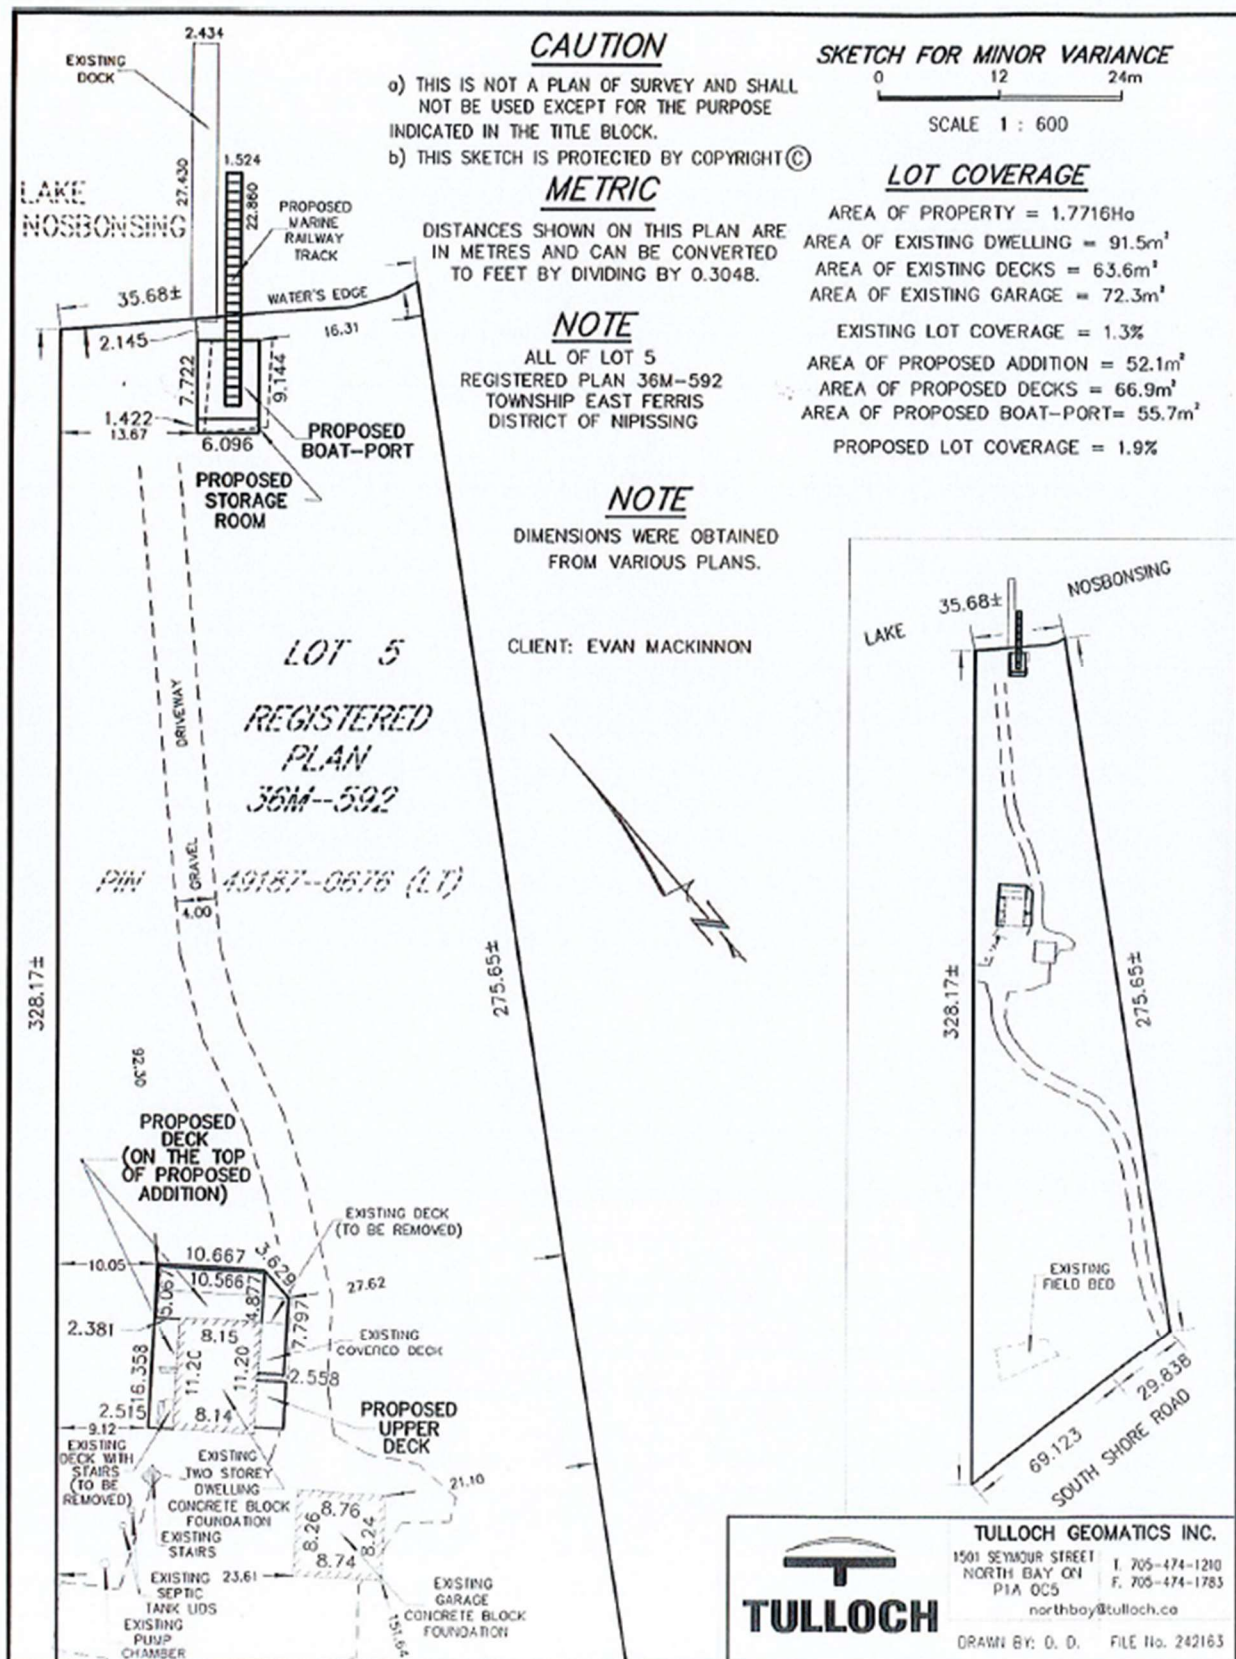 2.434
EXISTING
DOCK
27.430
1.524
22.860
PROPOSED
MARINE
RAILWAY
TRACK
LAKE
NOSBONSING
35.68±
WATER'S EDGE
16.31
2.145
7.722
9.144
1.422
13.67
6.096
PROPOSED
BOAT-PORT
PROPOSED
STORAGE
ROOM
CAUTION
a) THIS IS NOT A PLAN OF SURVEY AND SHALL
NOT BE USED EXCEPT FOR THE PURPOSE
INDICATED IN THE TITLE BLOCK.
b) THIS SKETCH IS PROTECTED BY COPYRIGHT ©
METRIC
DISTANCES SHOWN ON THIS PLAN ARE
IN METRES AND CAN BE CONVERTED
TO FEET BY DIVIDING BY 0.3048.
NOTE
ALL OF LOT 5
REGISTERED PLAN 36M-592
TOWNSHIP EAST FERRIS
DISTRICT OF NIPISSING
NOTE
DIMENSIONS WERE OBTAINED
FROM VARIOUS PLANS.
CLIENT: EVAN MACKINNON
SKETCH FOR MINOR VARIANCE
0 12 24m
SCALE 1 : 600
LOT COVERAGE
AREA OF PROPERTY = 1.7716Ha
AREA OF EXISTING DWELLING = 91.5m²
AREA OF EXISTING DECKS = 63.6m²
AREA OF EXISTING GARAGE = 72.3m²
EXISTING LOT COVERAGE = 1.3%
AREA OF PROPOSED ADDITION = 52.1m²
AREA OF PROPOSED DECKS = 66.9m²
AREA OF PROPOSED BOAT-PORT= 55.7m²
PROPOSED LOT COVERAGE = 1.9%
LOT 5
REGISTERED
PLAN
36M--592
PIN 49187--0676 (LT)
DRIVEWAY
GRAVEL
4.00
328.17±
275.65±
92.30
PROPOSED
DECK
(ON THE TOP
OF PROPOSED
ADDITION)
EXISTING DECK
(TO BE REMOVED)
10.05
10.667
3.629
10.566
5.067
4.877
27.62
7.797
2.381
8.15
EXISTING
COVERED DECK
16.358
11.20
11.20
2.558
2.515
8.14
9.12
PROPOSED
UPPER
DECK
EXISTING
DECK WITH
STAIRS
(TO BE
REMOVED)
EXISTING
TWO STOREY
DWELLING
CONCRETE BLOCK
FOUNDATION
EXISTING
STAIRS
21.10
8.76
8.26
8.24
8.74
23.61
EXISTING
SEPTIC
TANK LIDS
EXISTING
PUMP
CHAMBER
EXISTING
GARAGE
CONCRETE BLOCK
FOUNDATION
151.64
35.68±
LAKE
NOSBONSING
328.17±
275.65±
EXISTING
FIELD BED
69.123
29.838
SOUTH SHORE ROAD
TULLOCH
TULLOCH GEOMATICS INC.
1501 SEYMOUR STREET
NORTH BAY ON
P1A 0C5
T. 705-474-1210
F. 705-474-1783
northbay@tulloch.ca
DRAWN BY: O. D. FILE No. 242163